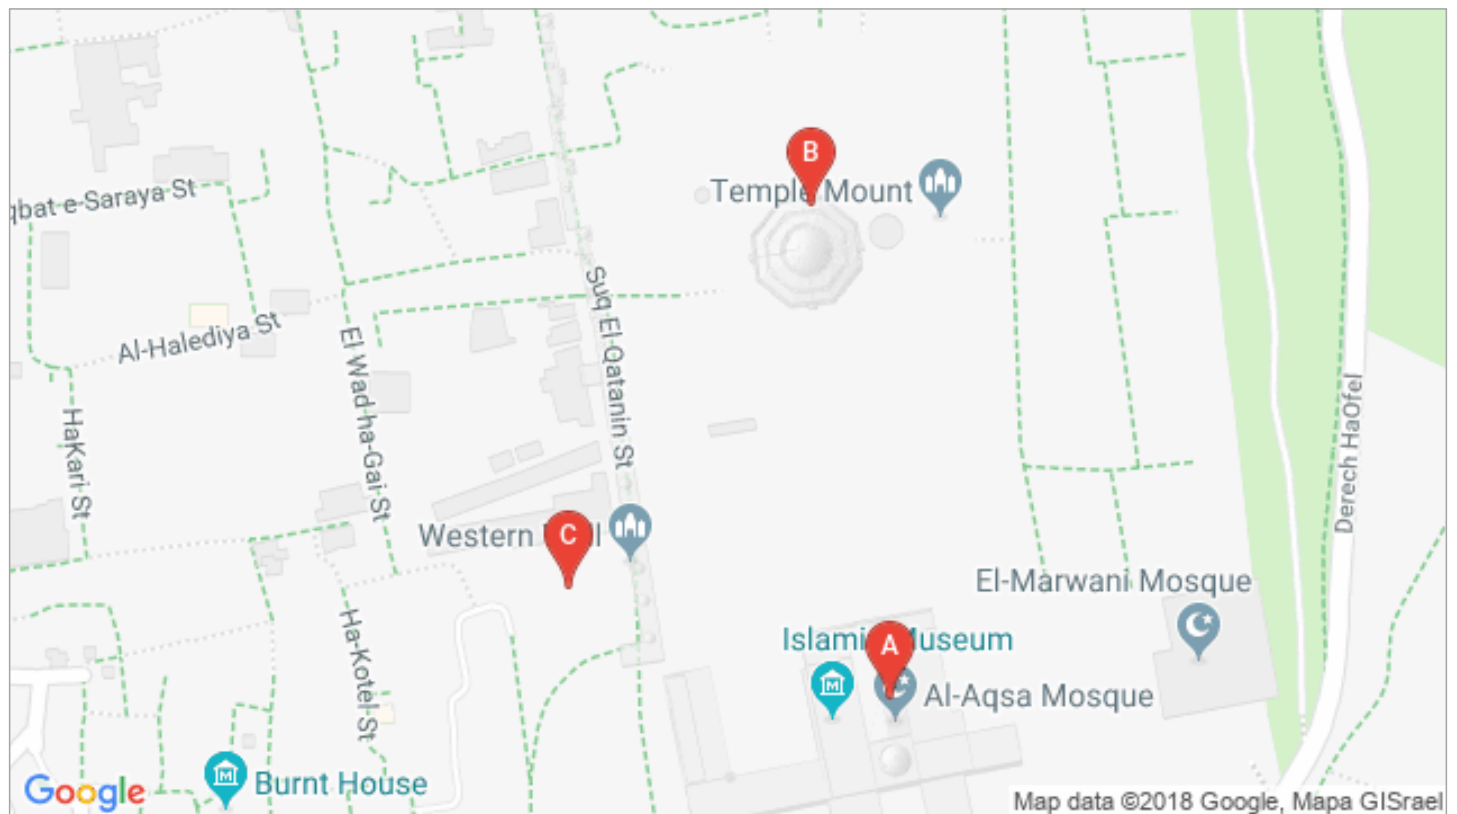 B
Temple Mount
qbat e-Saraya St
Suq El-Qatanin St
Al-Halediya St
El Wad ha-Gai St
HaKari St
Derech HaOfel
Western
C
El-Marwani Mosque
Ha-Kotel St
Islamic Museum
A
Al-Aqsa Mosque
M
M
Burnt House
Google
Map data ©2018 Google, Mapa GISrael